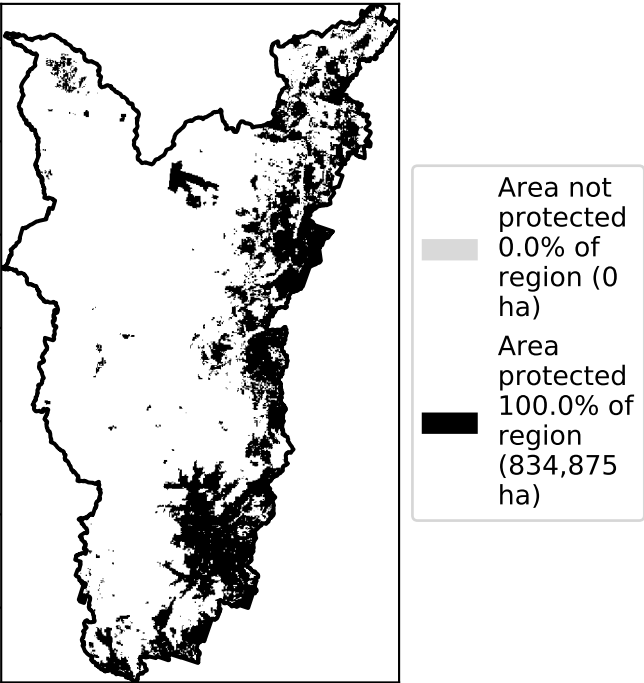 Area not
protected
0.0% of
region (0
ha)
Area
protected
100.0% of
region
(834,875
ha)